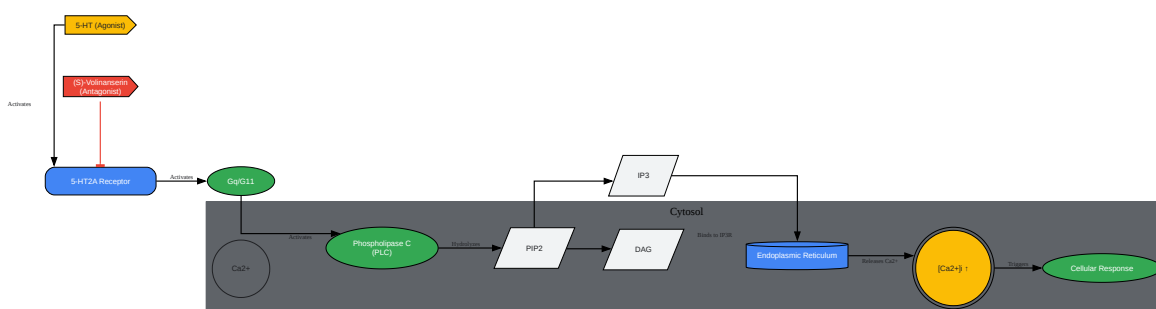 5-HT (Agonist)
(S)-Volinanserin
(Antagonist)
Activates
5-HT2A Receptor
Activates
Gq/G11
IP3
Cytosol
Activates
Phospholipase C
(PLC)
Hydrolyzes
PIP2
DAG
Binds to IP3R
Endoplasmic Reticulum
Releases Ca2+
Ca2+
[Ca2+]i ↑
Triggers
Cellular Response